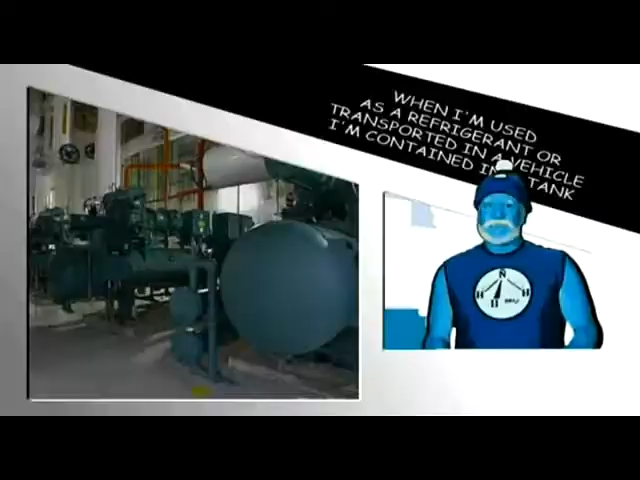 WHEN I'M USED
AS A REFRIGERANT OR
TRANSPORTED IN A VEHICLE
I'M CONTAINED IN A TANK
N
H H
H